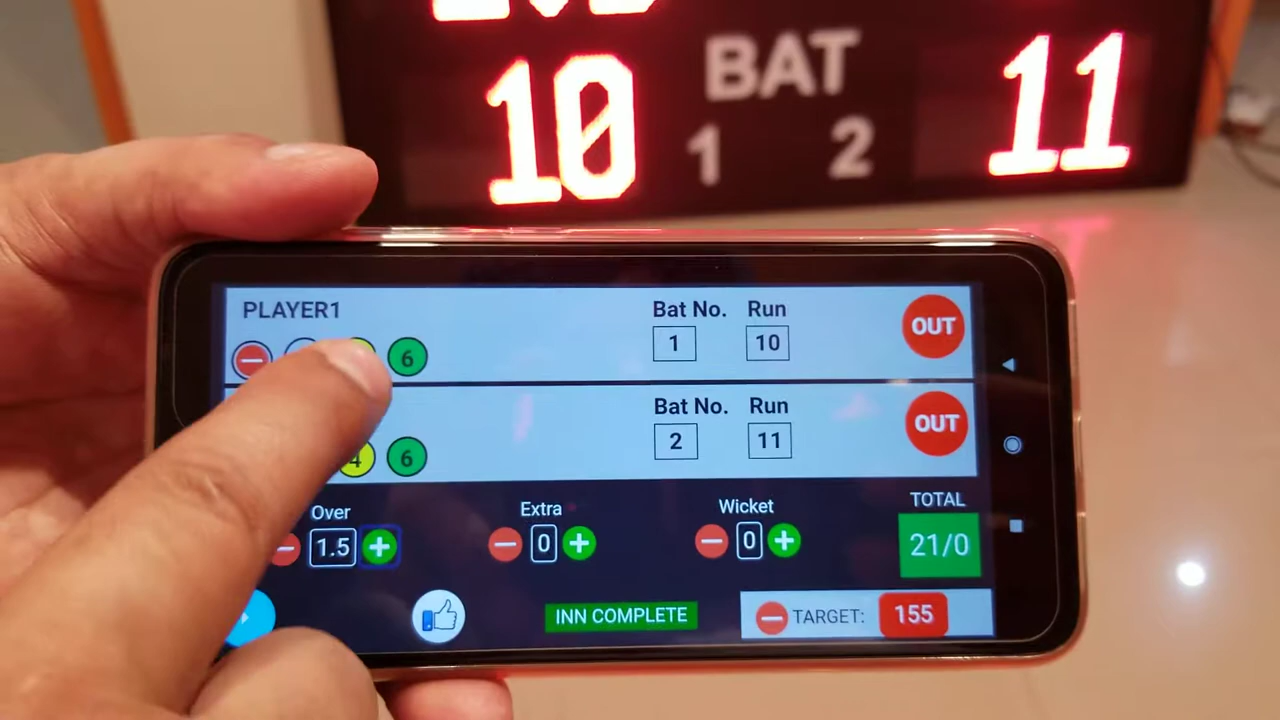 10 BAT 11
1 2
PLAYER1 Bat No. Run OUT
6 1 10
Bat No. Run OUT
4 6 2 11
Over Extra Wicket TOTAL
− 1.5 + − 0 + − 0 + 21/0
INN COMPLETE − TARGET: 155